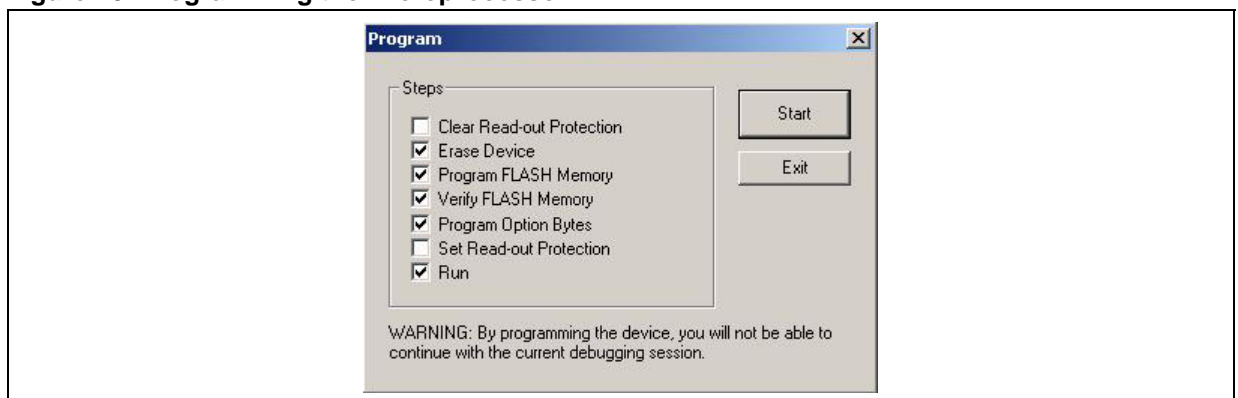 Program
Steps
Clear Read-out Protection
Erase Device
Program FLASH Memory
Verify FLASH Memory
Program Option Bytes
Set Read-out Protection
Run
Start
Exit
WARNING: By programming the device, you will not be able to
continue with the current debugging session.